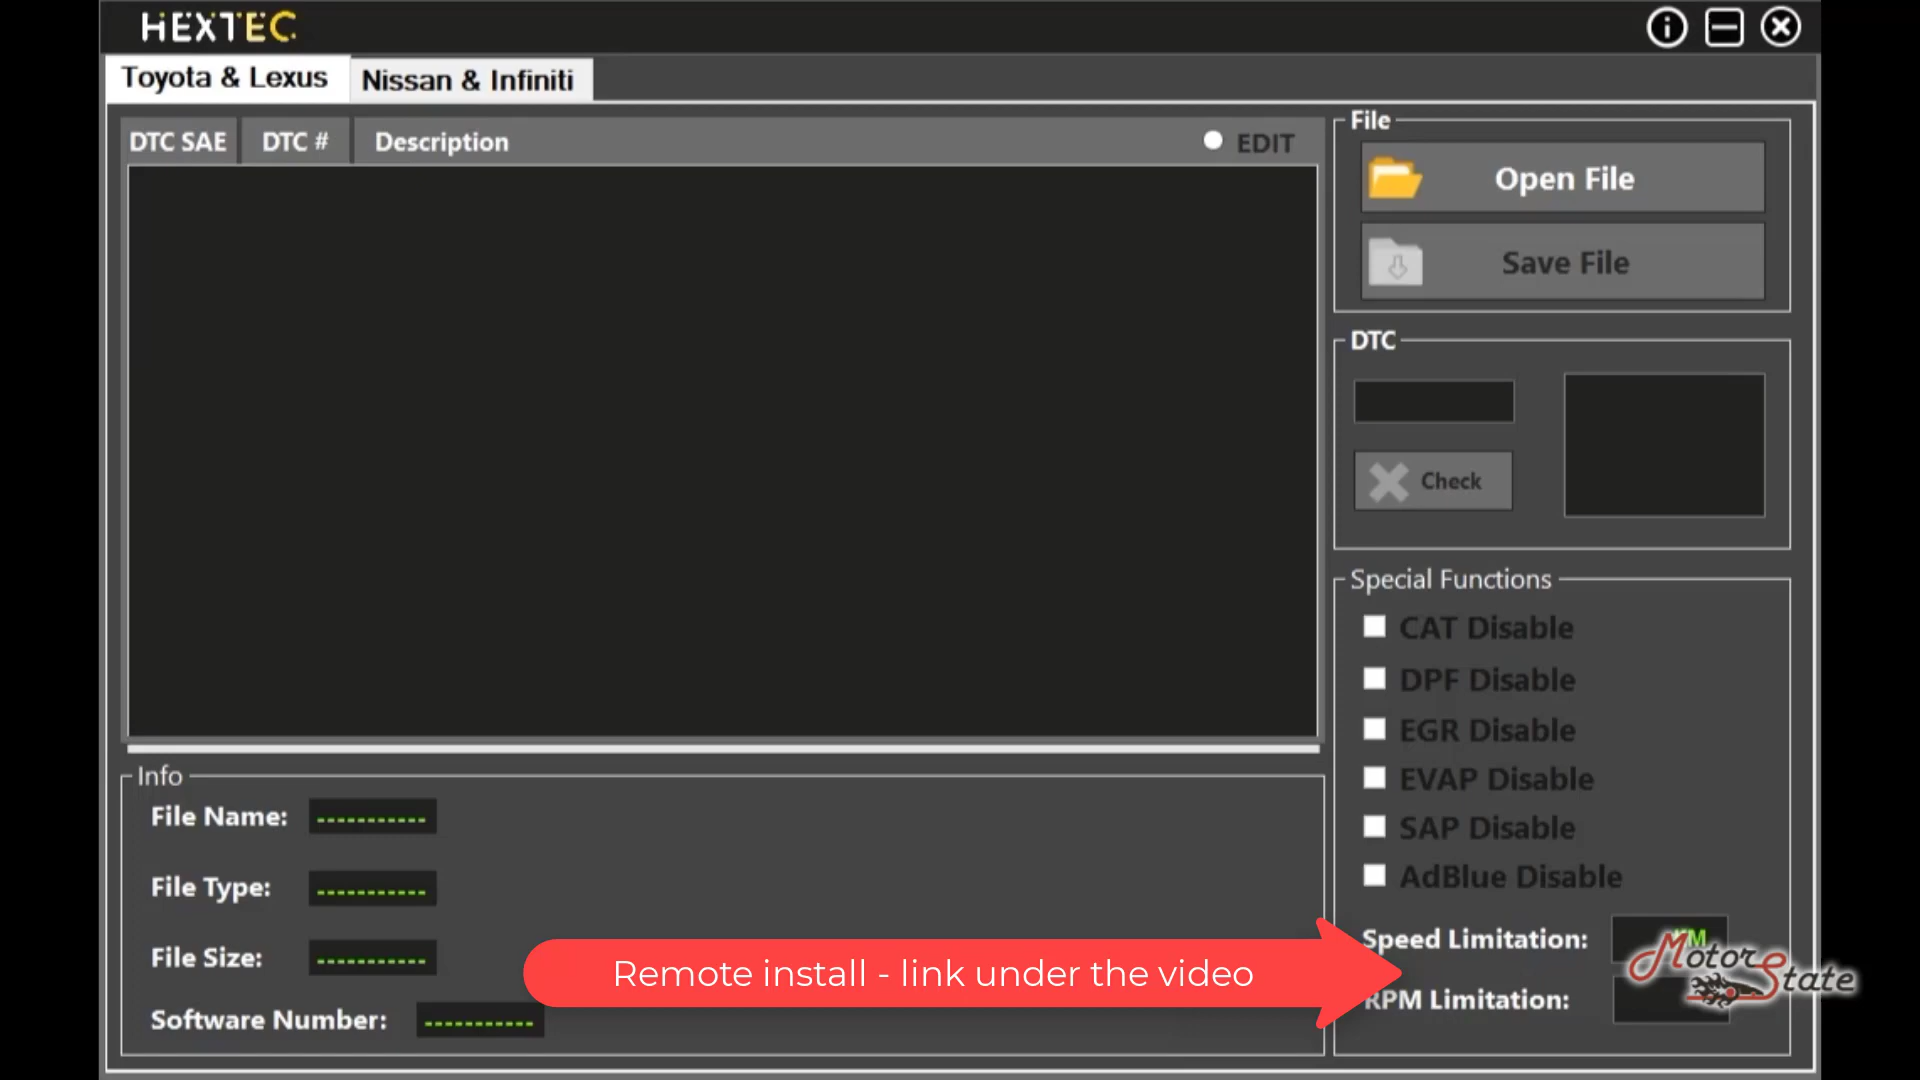 HEXTEC
Toyota & Lexus
Nissan & Infiniti
DTC SAE
DTC #
Description
EDIT
File
Open File
Save File
DTC
Check
Special Functions
CAT Disable
DPF Disable
EGR Disable
EVAP Disable
SAP Disable
AdBlue Disable
Speed Limitation:
RPM Limitation:
Motor State
Info
File Name: -----------
File Type: -----------
File Size: -----------
Software Number: -----------
Remote install - link under the video